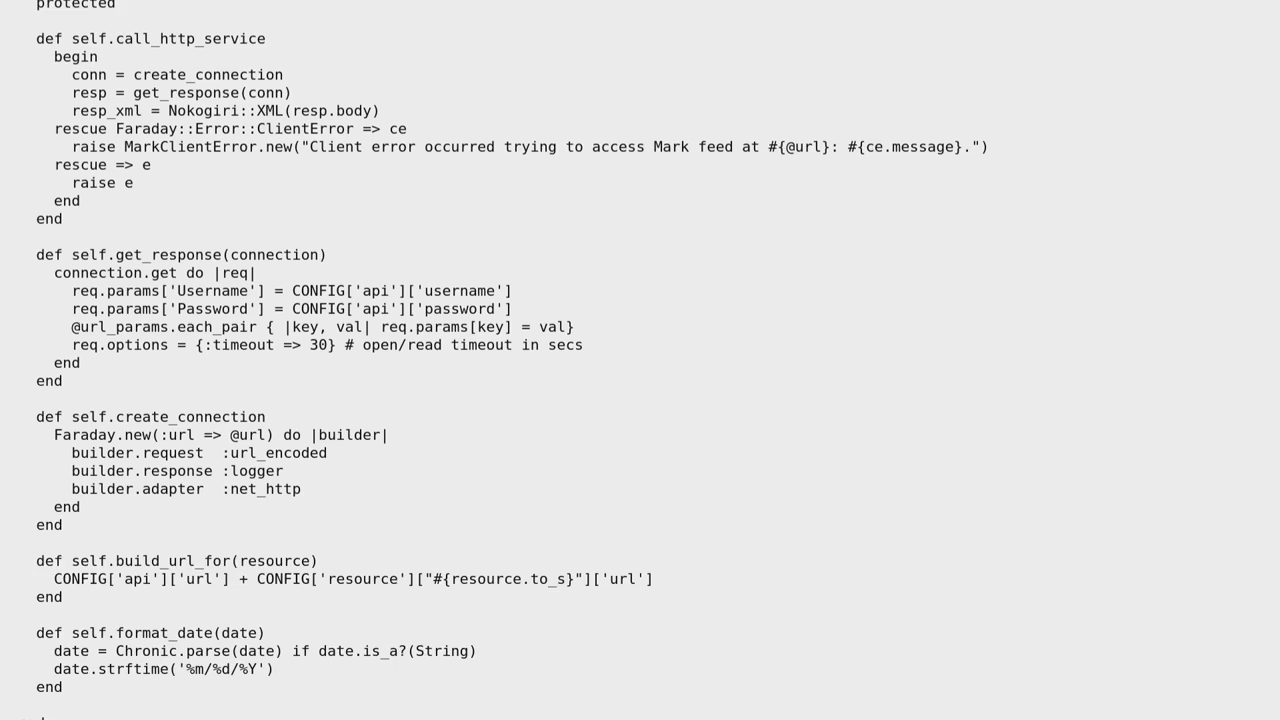 protected
def self.call_http_service
begin
conn = create_connection
resp = get_response(conn)
resp_xml = Nokogiri::XML(resp.body)
rescue Faraday::Error::ClientError => ce
raise MarkClientError.new("Client error occurred trying to access Mark feed at #{@url}: #{ce.message}.")
rescue => e
raise e
end
end
def self.get_response(connection)
connection.get do |req|
req.params['Username'] = CONFIG['api']['username']
req.params['Password'] = CONFIG['api']['password']
@url_params.each_pair { |key, val| req.params[key] = val}
req.options = {:timeout => 30} # open/read timeout in secs
end
end
def self.create_connection
Faraday.new(:url => @url) do |builder|
builder.request  :url_encoded
builder.response :logger
builder.adapter  :net_http
end
end
def self.build_url_for(resource)
CONFIG['api']['url'] + CONFIG['resource']["#{resource.to_s}"]['url']
end
def self.format_date(date)
date = Chronic.parse(date) if date.is_a?(String)
date.strftime('%m/%d/%Y')
end